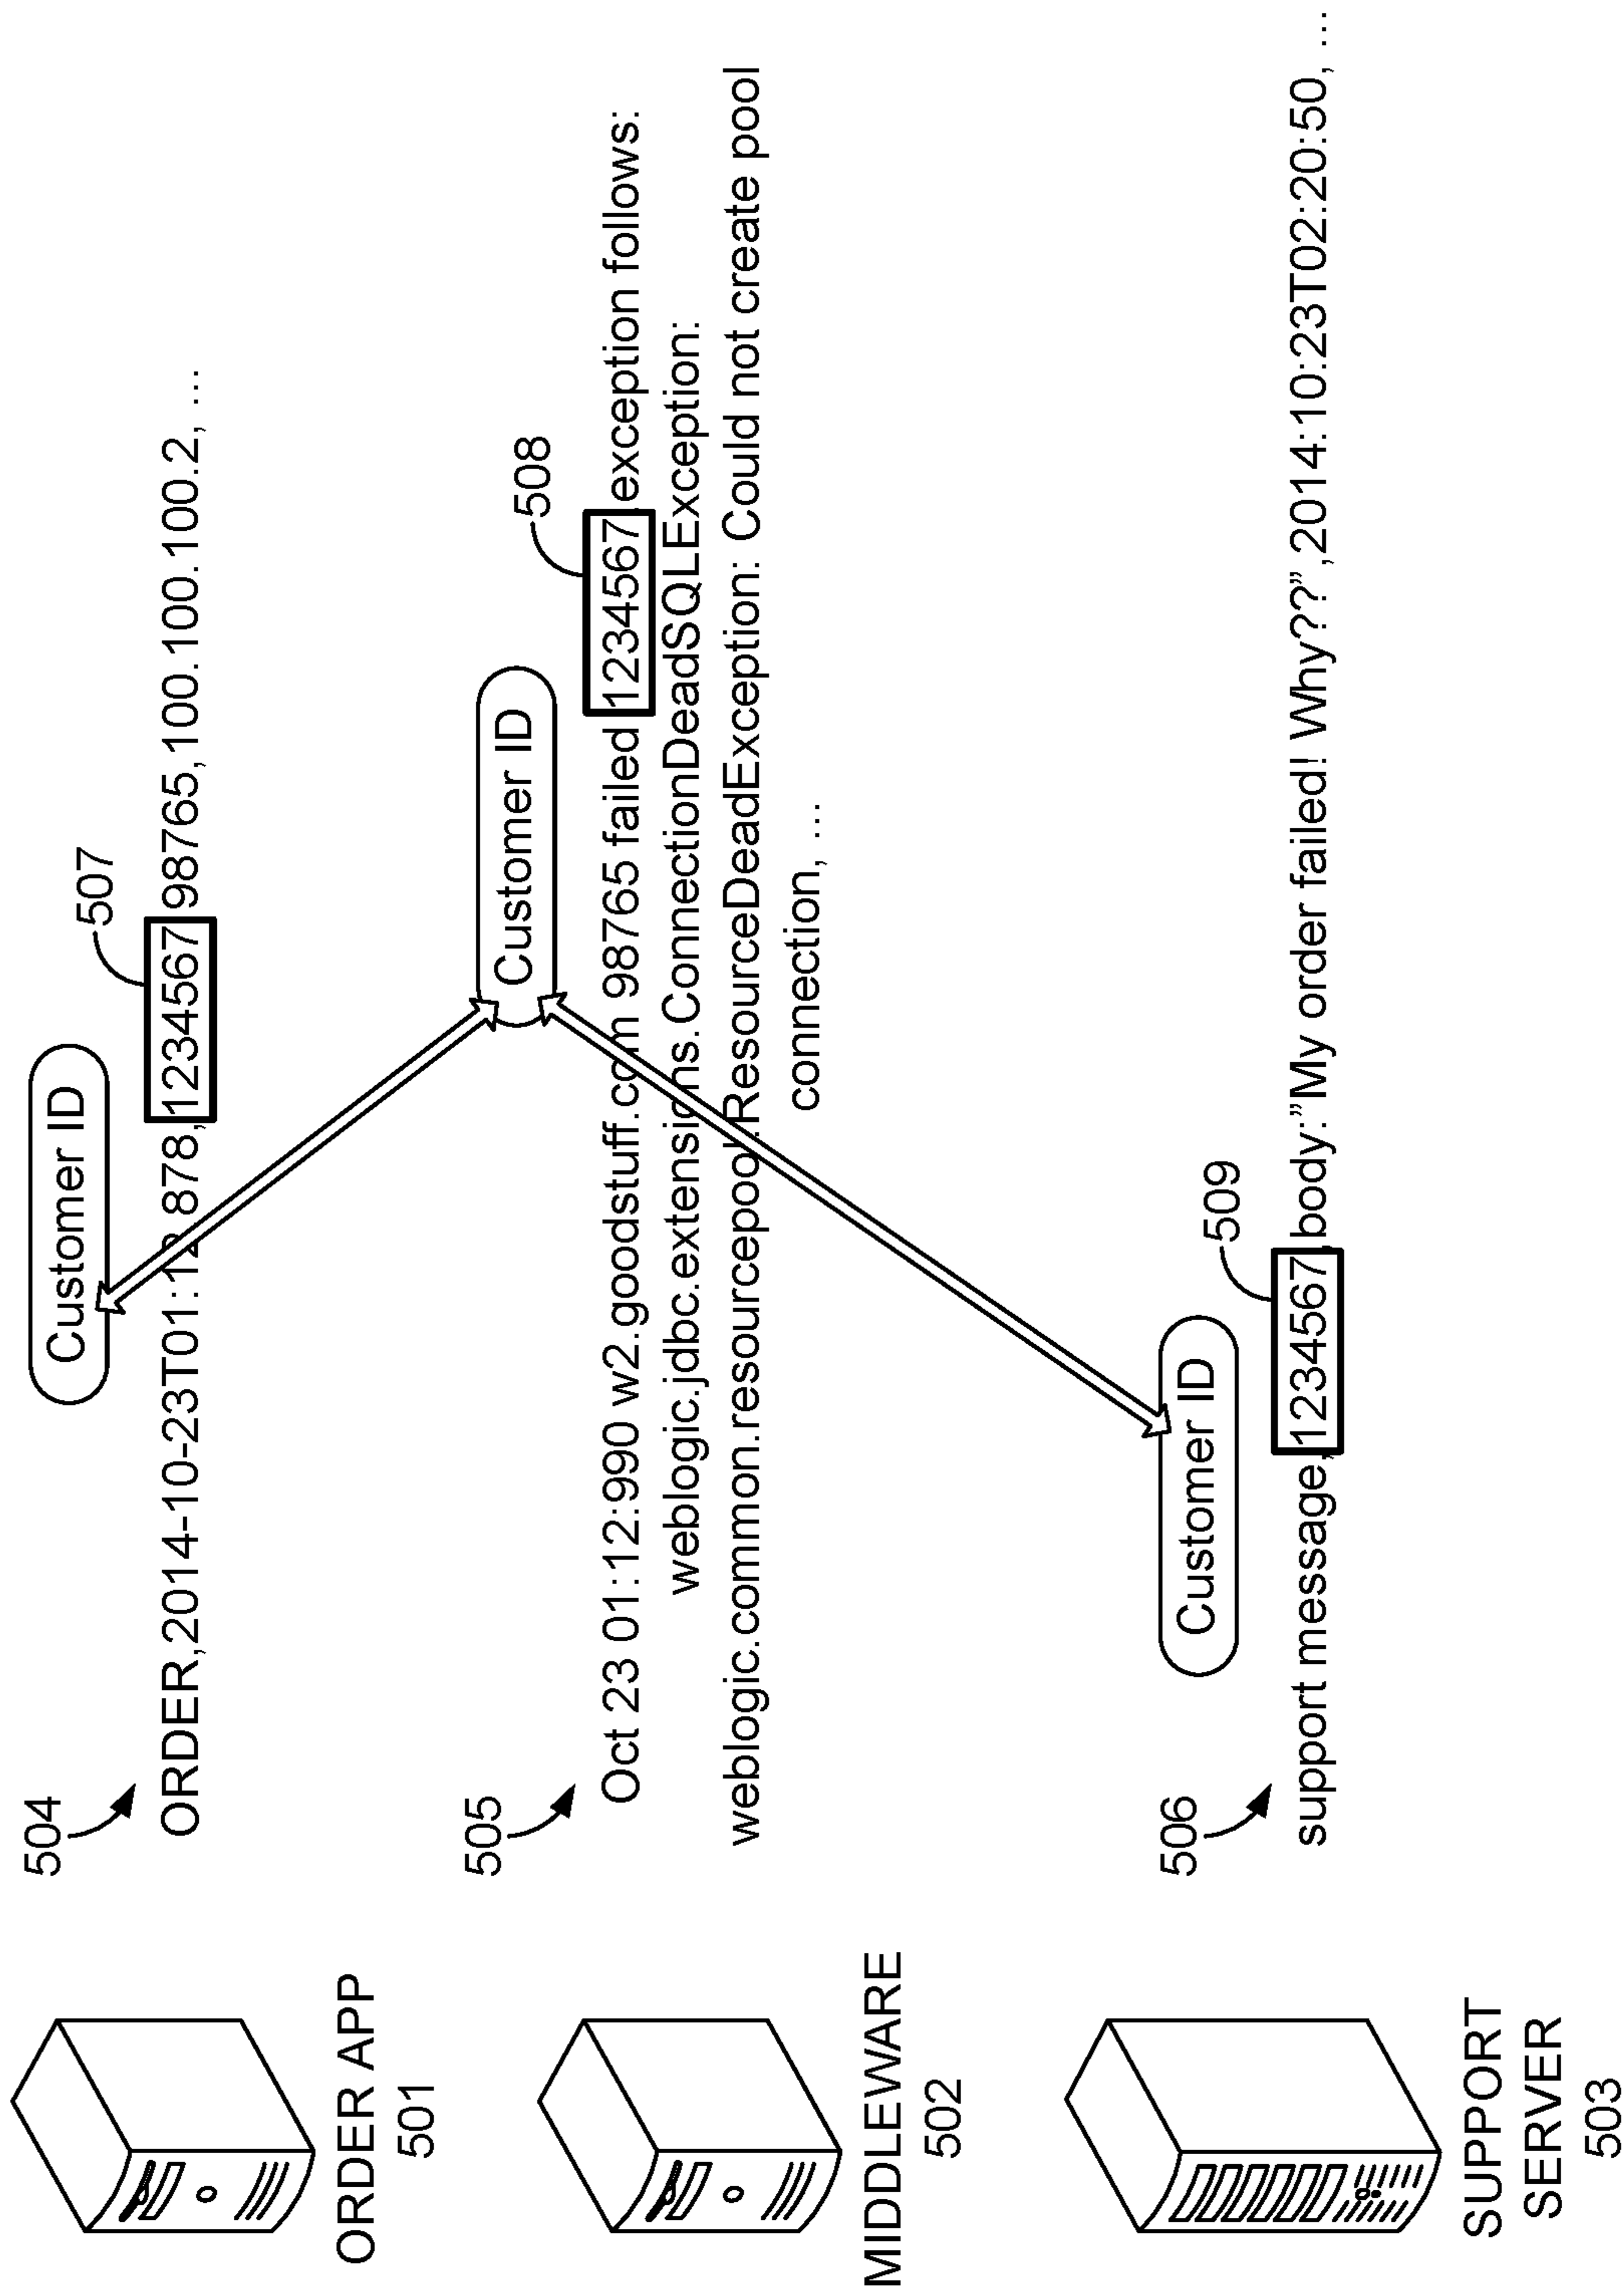 504
Customer ID
507
ORDER,2014-10-23T01:12:878,1234567,98765,100.100.100.2, …
ORDER APP
501
505
Customer ID
508
Oct 23 01:12:990 w2.goodstuff.com 98765 failed 1234567 exception follows:
weblogic.jdbc.extensions.ConnectionDeadSQLException:
weblogic.common.resourcepool.ResourceDeadException: Could not create pool
connection, …
MIDDLEWARE
502
506
Customer ID
509
support message,1234567,body:”My order failed! Why???”,2014:10:23T02:20:50, …
SUPPORT
SERVER
503